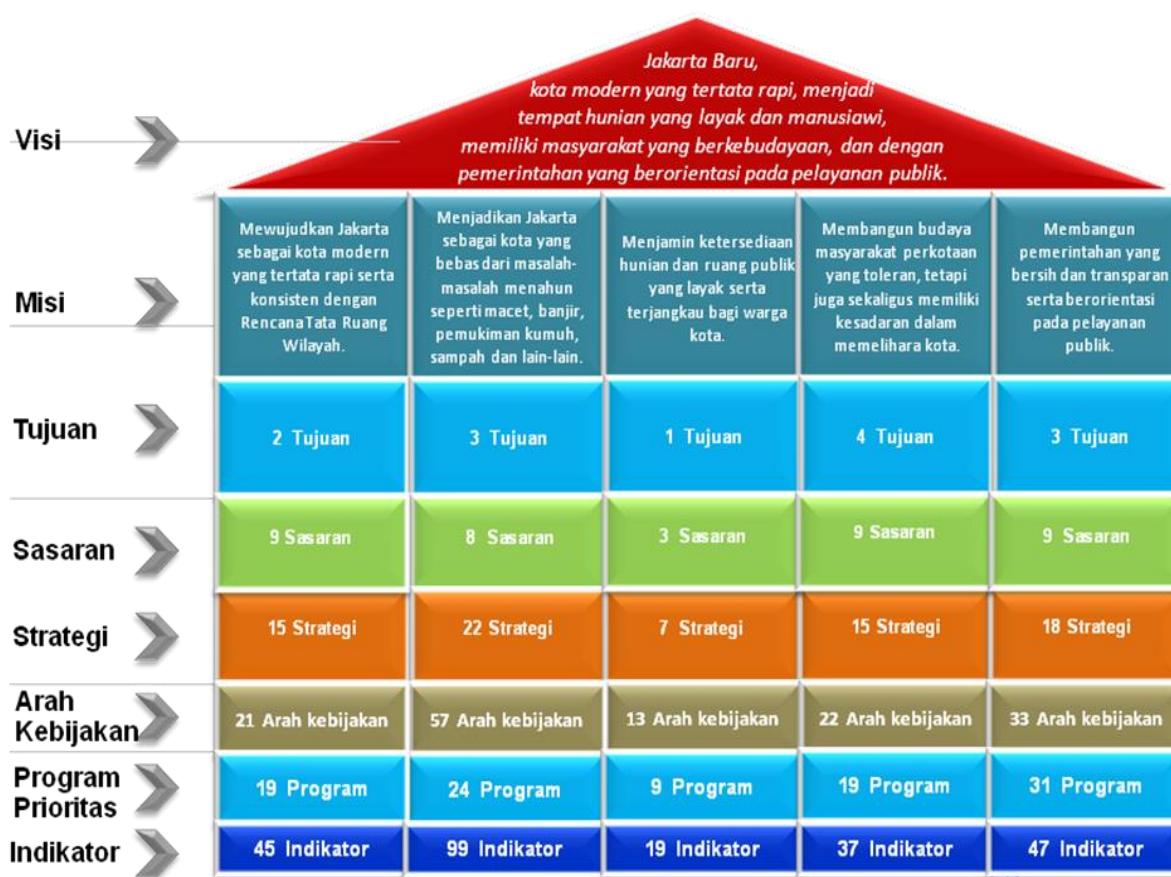 Jakarta Baru,
kota modern yang tertata rapi, menjadi
tempat hunian yang layak dan manusiawi,
memiliki masyarakat yang berkebudayaan, dan dengan
pemerintahan yang berorientasi pada pelayanan publik.
Visi
Misi
Mewujudkan Jakarta
sebagai kota modern
yang tertata rapi serta
konsisten dengan
Rencana Tata Ruang
Wilayah.
Menjadikan Jakarta
sebagai kota yang
bebas dari masalah-
masalah menahun
seperti macet, banjir,
pemukiman kumuh,
sampah dan lain-lain.
Menjamin ketersediaan
hunian dan ruang publik
yang layak serta
terjangkau bagi warga
kota.
Membangun budaya
masyarakat perkotaan
yang toleran, tetapi
juga sekaligus memiliki
kesadaran dalam
memelihara kota.
Membangun
pemerintahan yang
bersih dan transparan
serta berorientasi
pada pelayanan
publik.
Tujuan
2 Tujuan
3 Tujuan
1 Tujuan
4 Tujuan
3 Tujuan
Sasaran
9 Sasaran
8 Sasaran
3 Sasaran
9 Sasaran
9 Sasaran
Strategi
15 Strategi
22 Strategi
7 Strategi
15 Strategi
18 Strategi
Arah
Kebijakan
21 Arah kebijakan
57 Arah kebijakan
13 Arah kebijakan
22 Arah kebijakan
33 Arah kebijakan
Program
Prioritas
19 Program
24 Program
9 Program
19 Program
31 Program
Indikator
45 Indikator
99 Indikator
19 Indikator
37 Indikator
47 Indikator